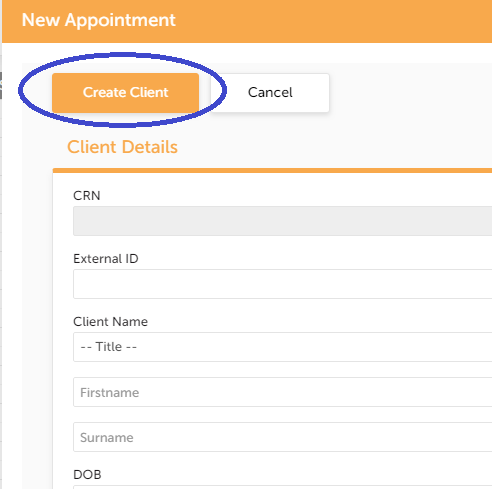 New Appointment
Create Client
Cancel
Client Details
CRN
External ID
Client Name
-- Title --
Firstname
Surname
DOB